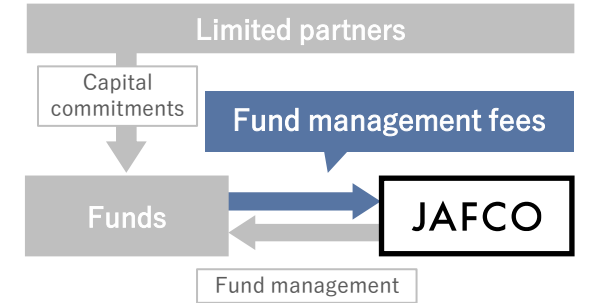 Limited partners
Capital
commitments
Fund management fees
Funds
JAFCO
Fund management